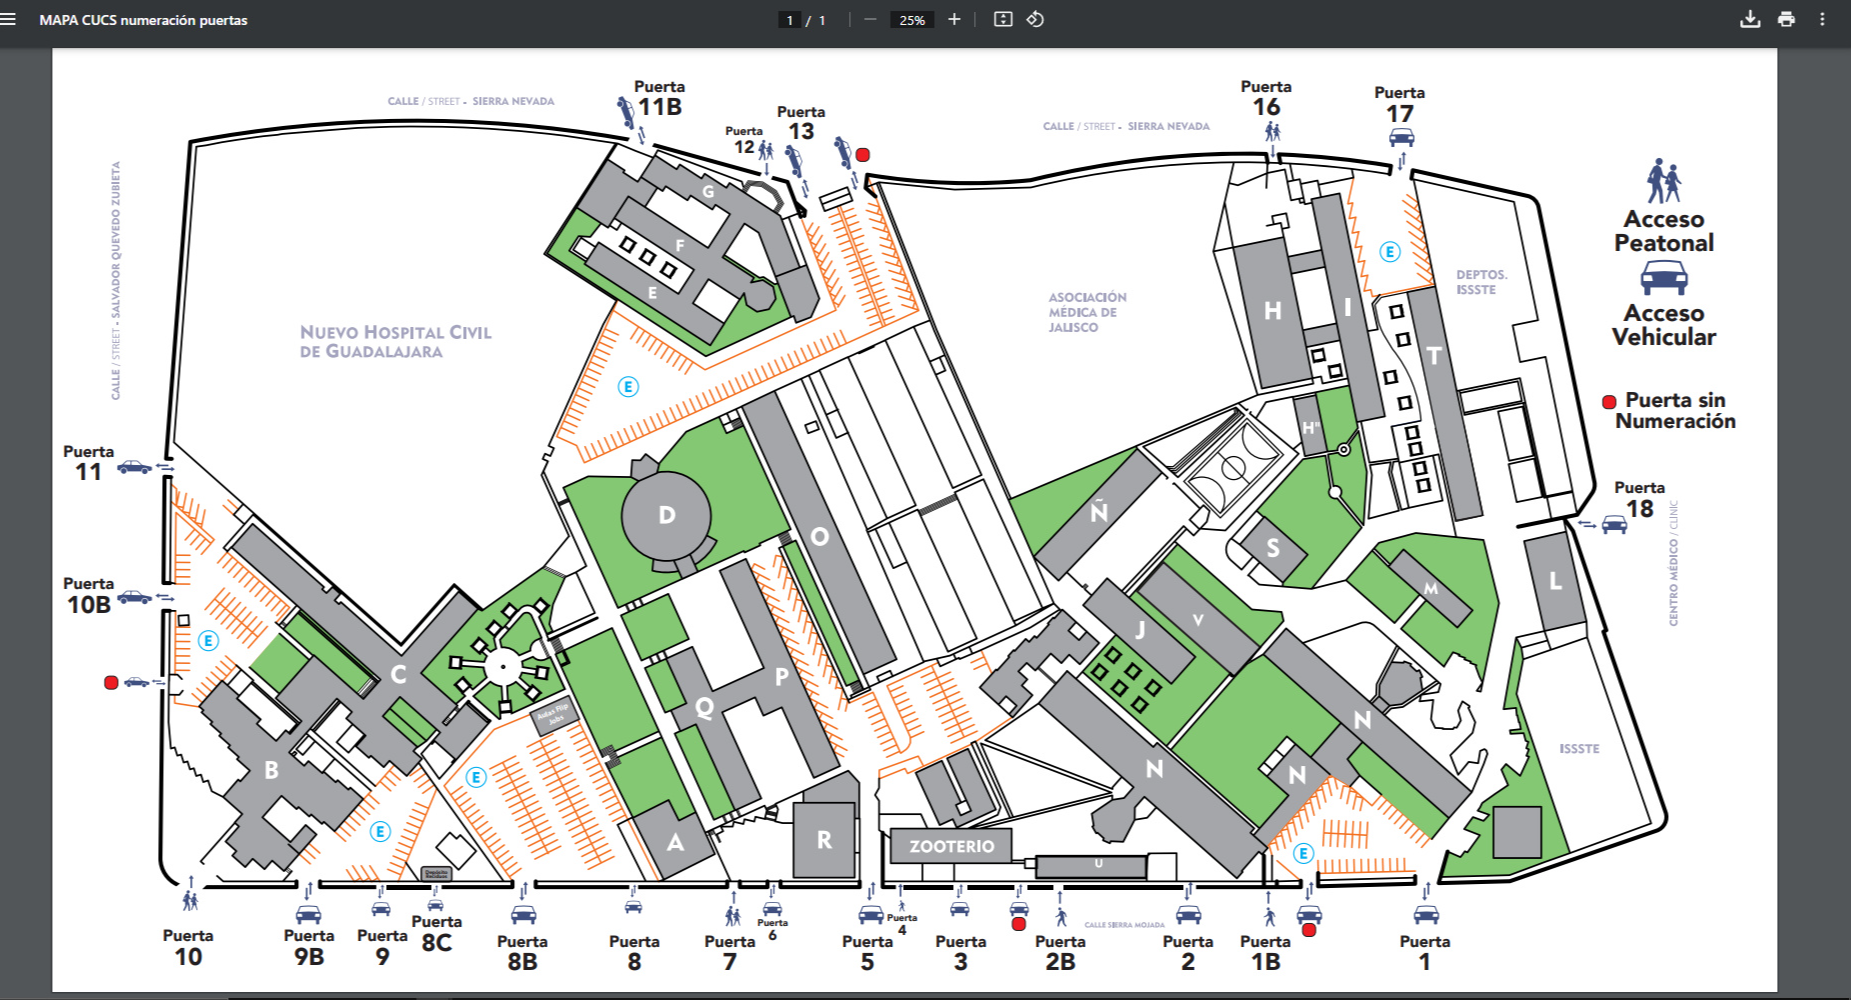 MAPA CUCS numeración puertas
1 / 1
25%
CALLE / STREET - SIERRA NEVADA
Puerta
11B
Puerta
12
Puerta
13
CALLE / STREET - SIERRA NEVADA
Puerta
16
Puerta
17
Acceso
Peatonal
Acceso
Vehicular
Puerta sin
Numeración
CALLE / STREET - SALVADOR QUEVEDO ZUBIETA
NUEVO HOSPITAL CIVIL
DE GUADALAJARA
G
F
E
E
ASOCIACIÓN
MÉDICA DE
JALISCO
H
I
E
T
DEPTOS.
ISSSTE
H"
Puerta
11
Puerta
10B
Puerta
18
CENTRO MÉDICO / CLINIC
D
O
Ñ
S
M
L
E
C
J
V
Q
P
Aulas Flip
Jobs
N
N
N
ISSSTE
B
E
E
A
R
ZOOTERIO
U
E
Depósito
Residuos
Puerta
10
Puerta
9B
Puerta
9
Puerta
8C
Puerta
8B
Puerta
8
Puerta
7
Puerta
6
Puerta
5
Puerta
4
Puerta
3
Puerta
2B
CALLE SIERRA MOJADA
Puerta
2
Puerta
1B
Puerta
1